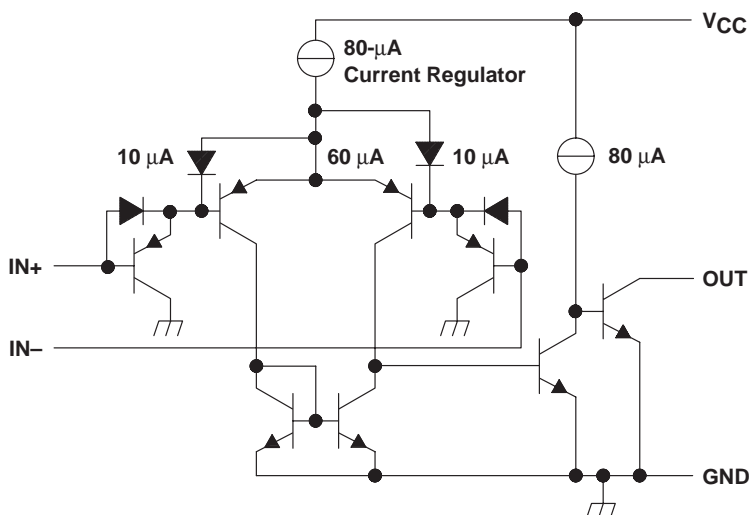 VCC
80-μA
Current Regulator
10 μA
60 μA
10 μA
80 μA
IN+
OUT
IN–
GND